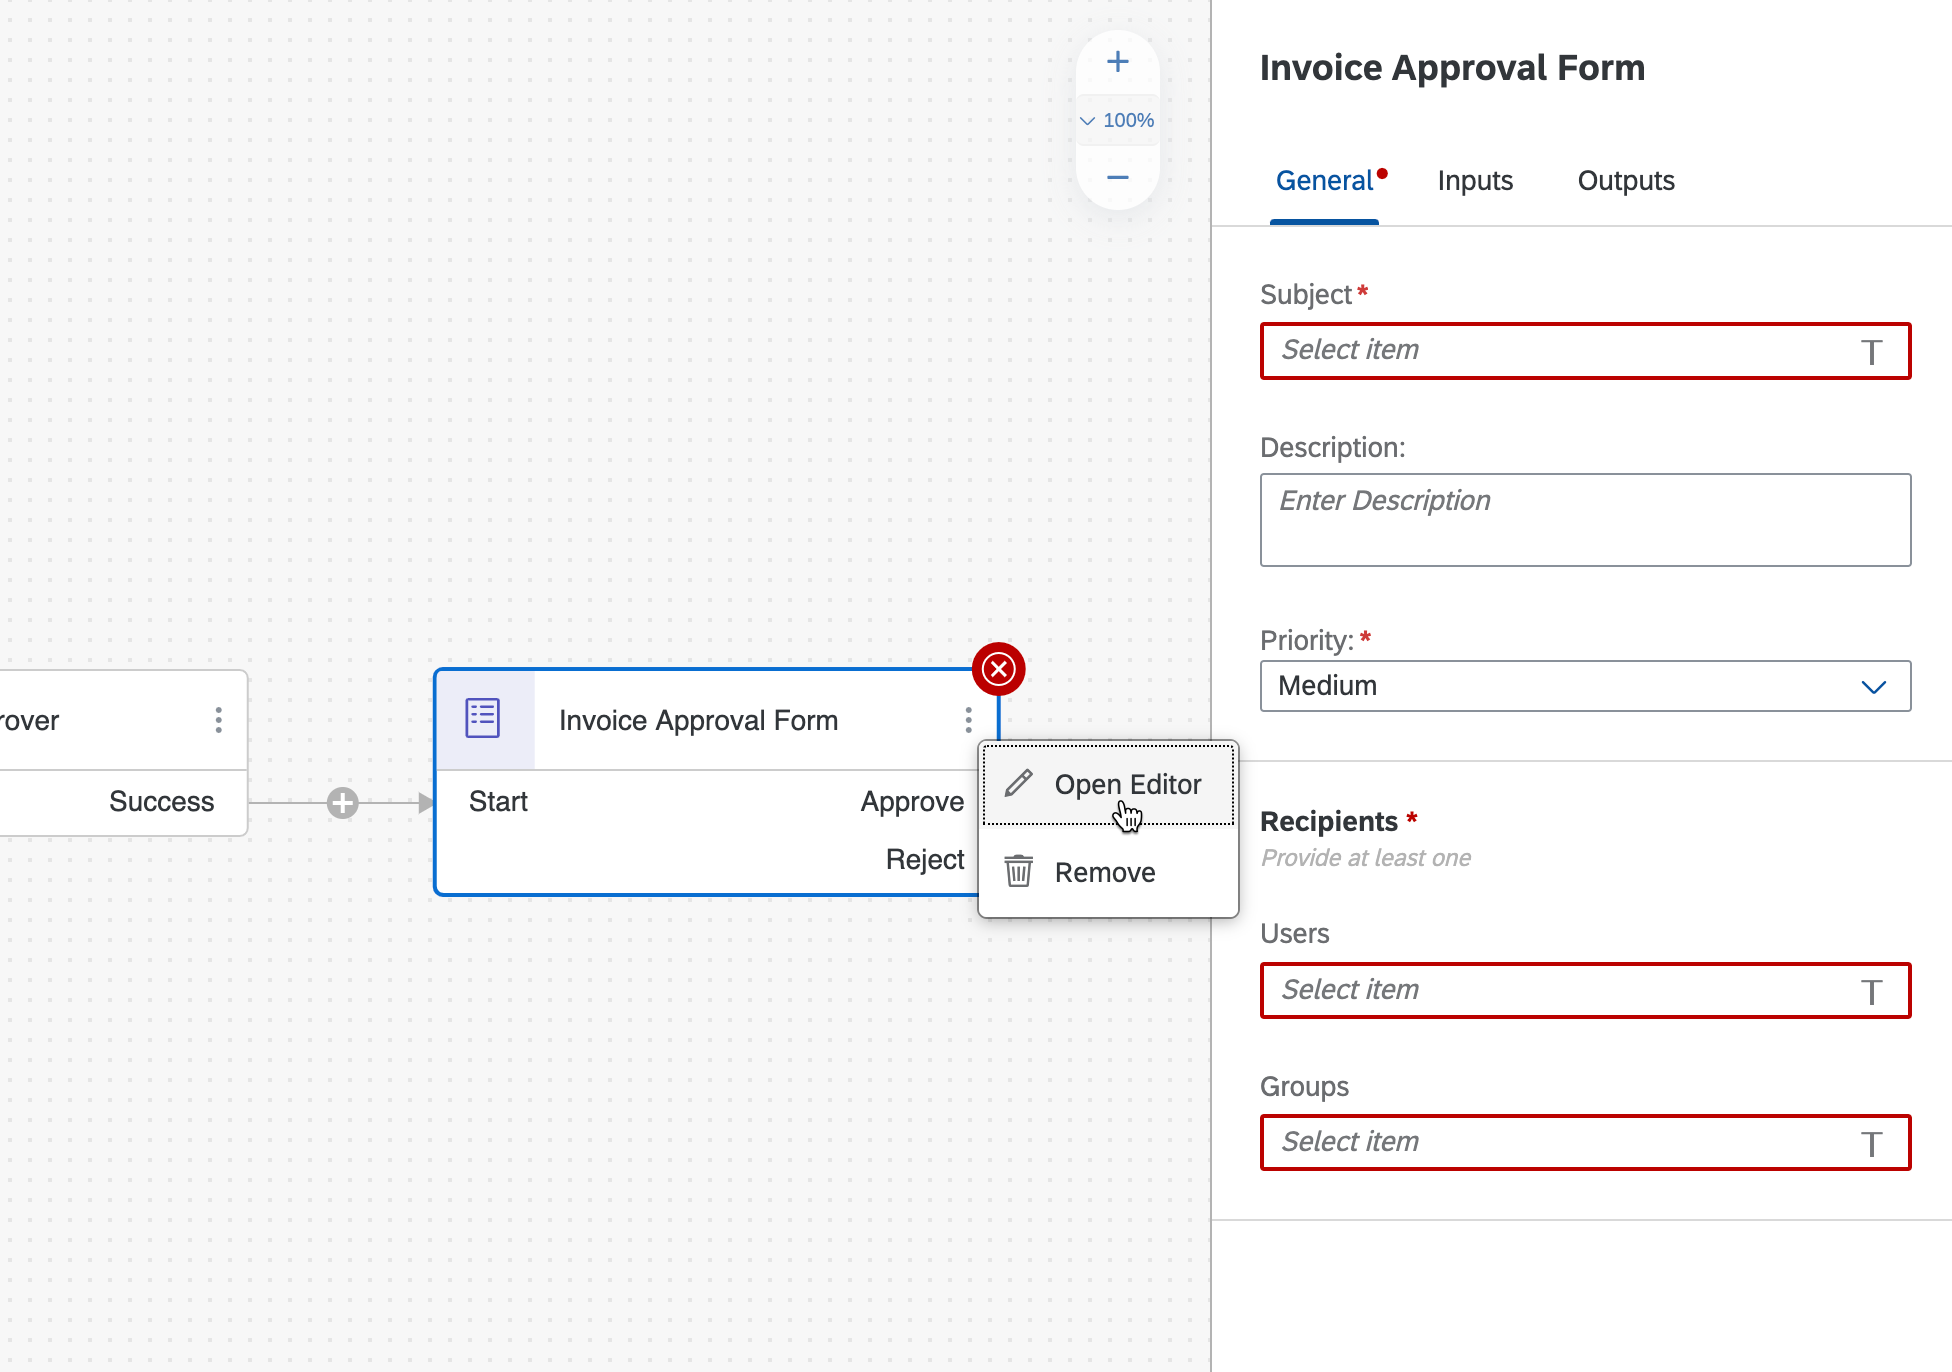 100%
rover
Success
Invoice Approval Form
Start
Approve
Reject
Open Editor
Remove
Invoice Approval Form
General
Inputs
Outputs
Subject*
Select item
T
Description:
Enter Description
Priority: *
Medium
Recipients *
Provide at least one
Users
Select item
T
Groups
Select item
T